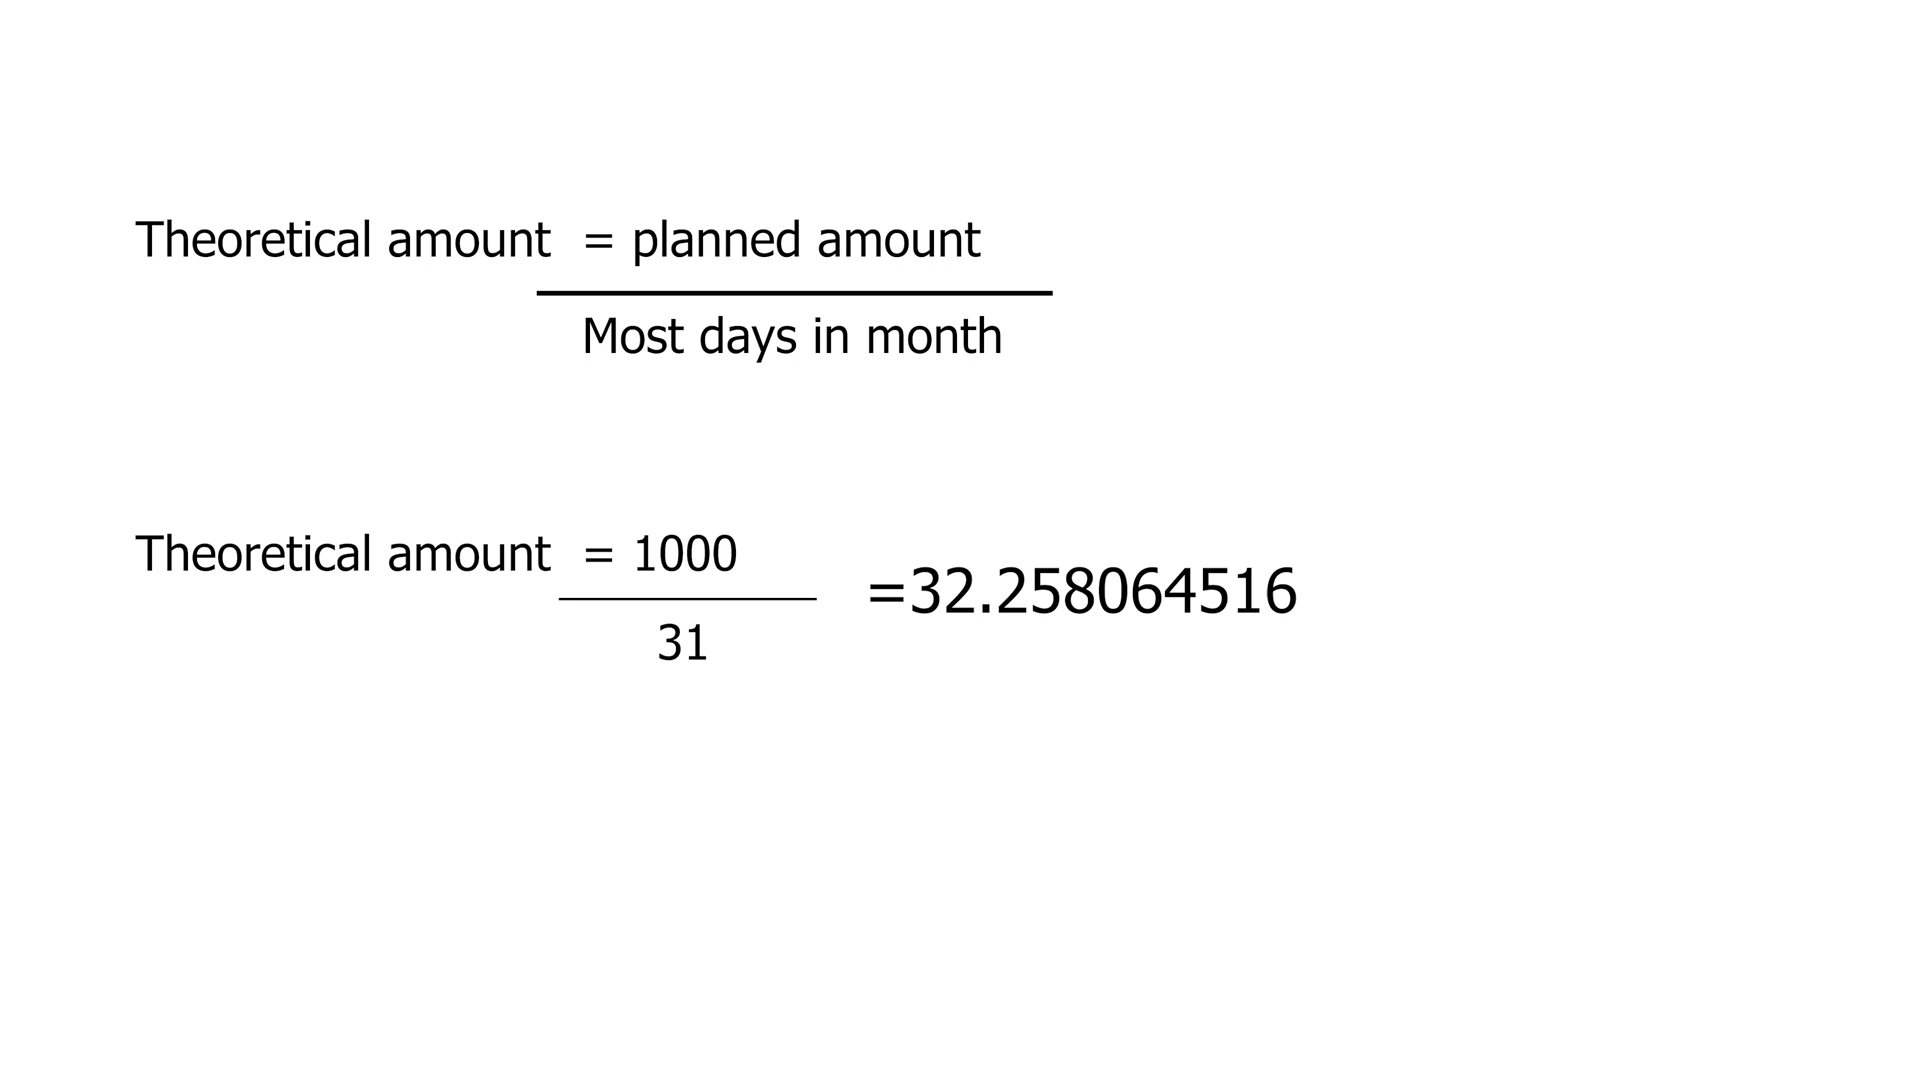 Theoretical amount = planned amount
Most days in month
Theoretical amount = 1000
=32.258064516
31